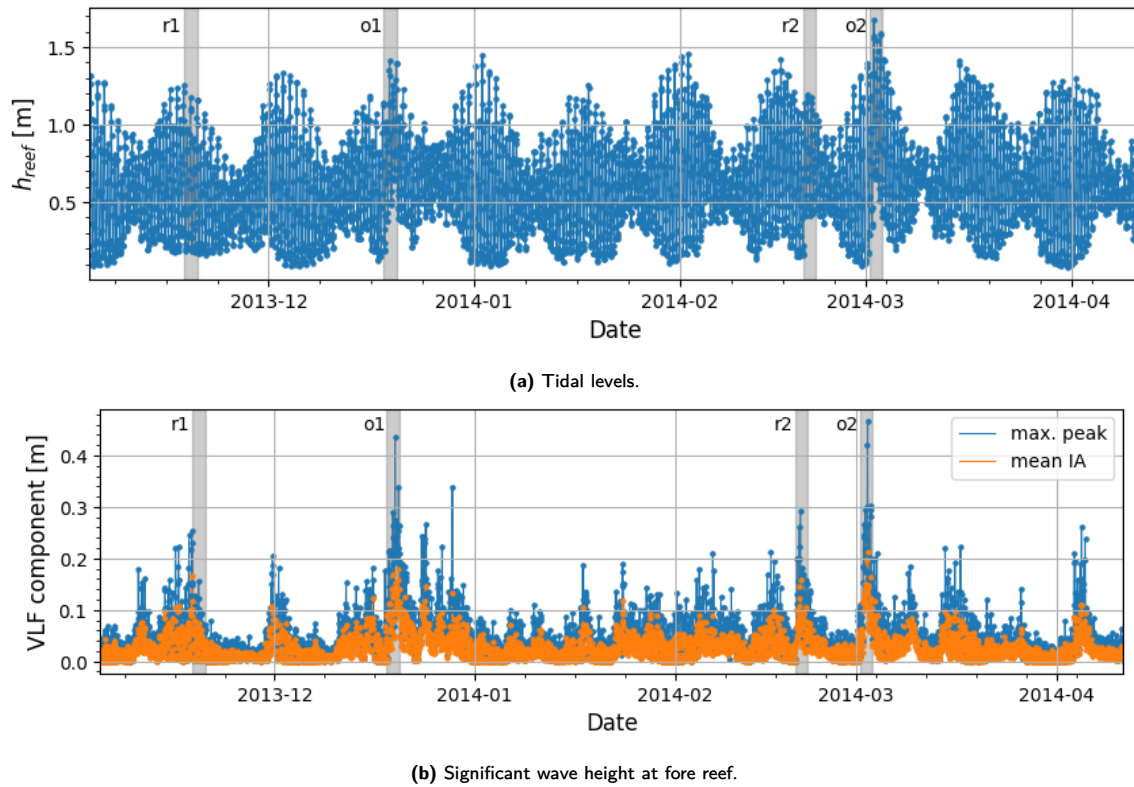 r1 o1 r2 o2
1.5
1.0
0.5
h_reef [m]
2013-12 2014-01 2014-02 2014-03 2014-04
Date
(a) Tidal levels.
r1 o1 r2 o2
max. peak
mean IA
0.4
0.3
0.2
0.1
0.0
VLF component [m]
2013-12 2014-01 2014-02 2014-03 2014-04
Date
(b) Significant wave height at fore reef.